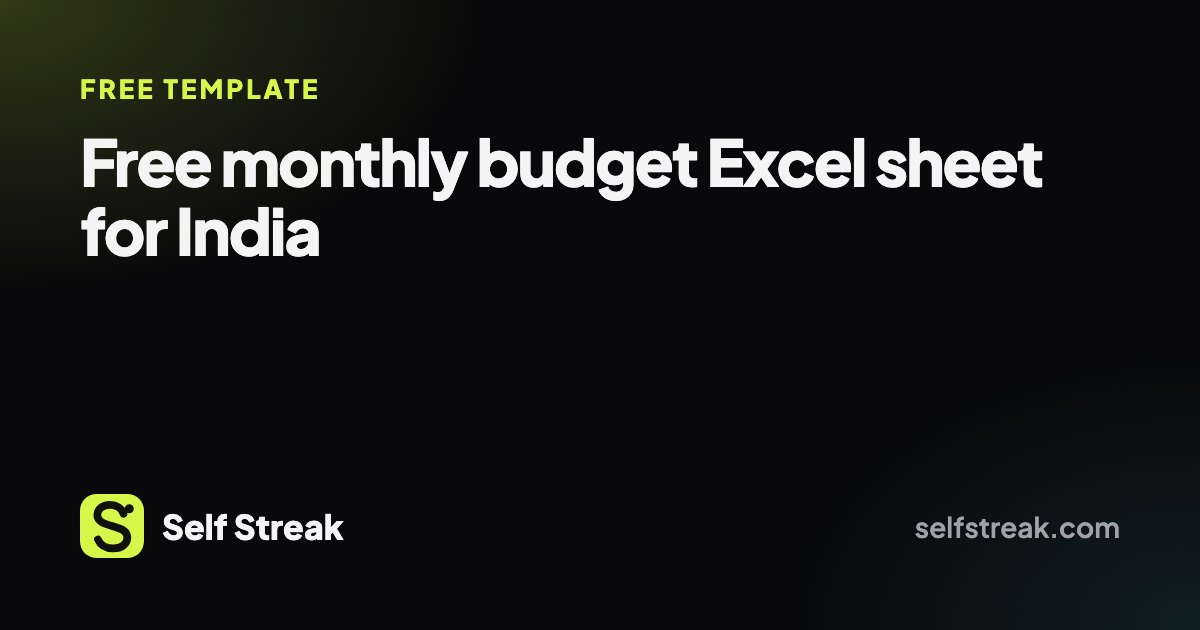 FREE TEMPLATE
Free monthly budget Excel sheet
for India
Self Streak
selfstreak.com